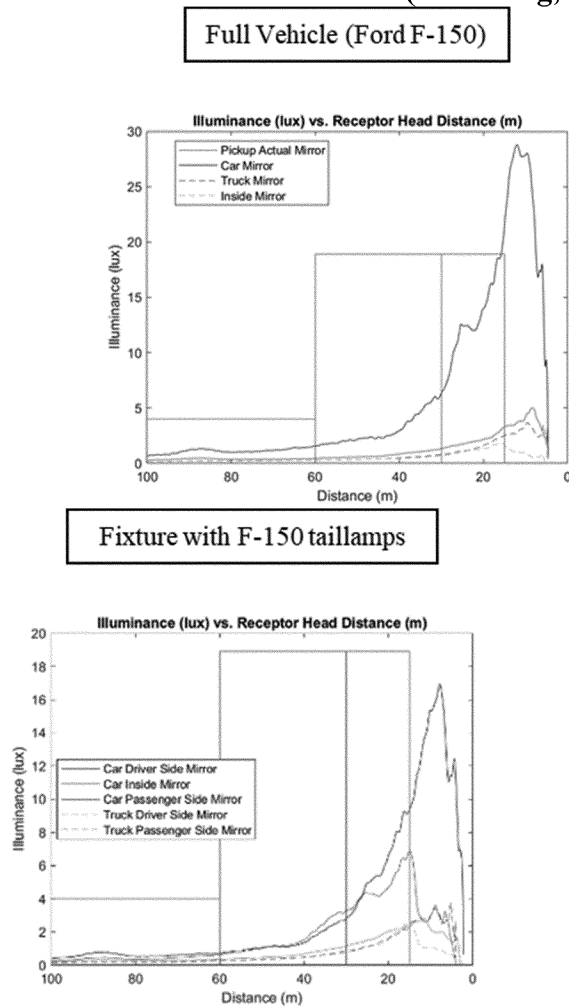 Full Vehicle (Ford F-150)
Illuminance (lux) vs. Receptor Head Distance (m)
30
25
20
15
10
5
0
Illuminance (lux)
Pickup Actual Mirror
Car Mirror
Truck Mirror
Inside Mirror
100 80 60 40 20 0
Distance (m)
Fixture with F-150 taillamps
Illuminance (lux) vs. Receptor Head Distance (m)
20
18
16
14
12
10
8
6
4
2
0
Illuminance (lux)
Car Driver Side Mirror
Car Inside Mirror
Car Passenger Side Mirror
Truck Driver Side Mirror
Truck Passenger Side Mirror
100 80 60 40 20 0
Distance (m)